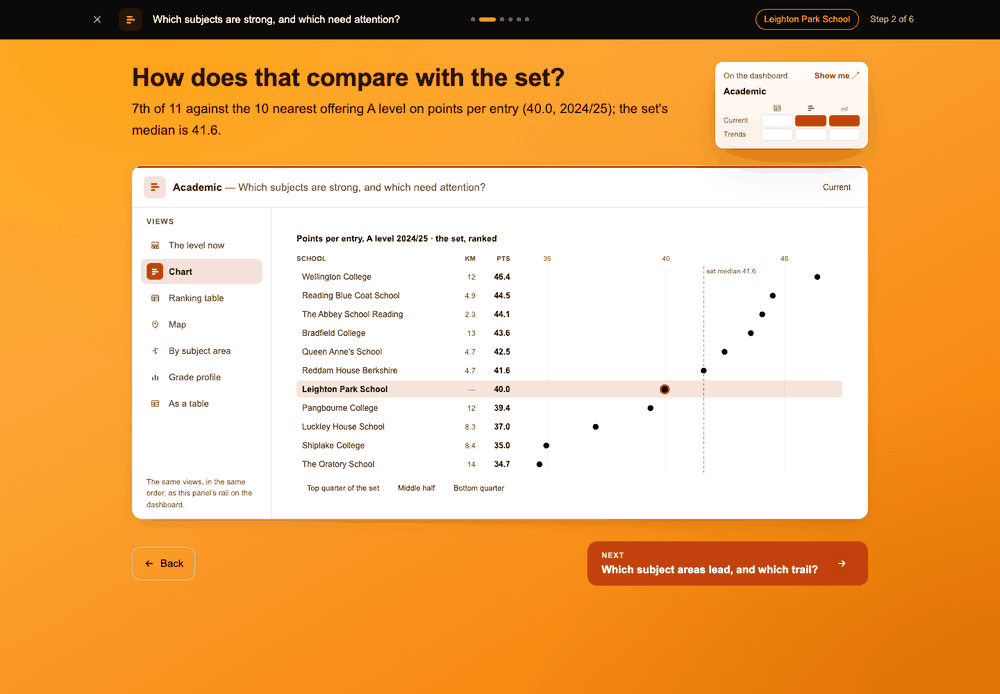 Which subjects are strong, and which need attention?
Leighton Park School
Step 2 of 6
How does that compare with the set?
7th of 11 against the 10 nearest offering A level on points per entry (40.0, 2024/25); the set's
median is 41.6.
On the dashboard
Show me
Academic
Current
Trends
Academic — Which subjects are strong, and which need attention?
Current
VIEWS
The level now
Chart
Ranking table
Map
By subject area
Grade profile
As a table
The same views, in the same
order, as this panel's rail on the
dashboard.
Points per entry, A level 2024/25 · the set, ranked
SCHOOL KM PTS 35 40 45
set median 41.6
Wellington College 12 46.4
Reading Blue Coat School 4.9 44.5
The Abbey School Reading 2.3 44.1
Bradfield College 13 43.6
Queen Anne's School 4.7 42.5
Reddam House Berkshire 4.7 41.6
Leighton Park School — 40.0
Pangbourne College 12 39.4
Luckley House School 8.3 37.0
Shiplake College 8.4 35.0
The Oratory School 14 34.7
Top quarter of the set Middle half Bottom quarter
Back
NEXT
Which subject areas lead, and which trail?